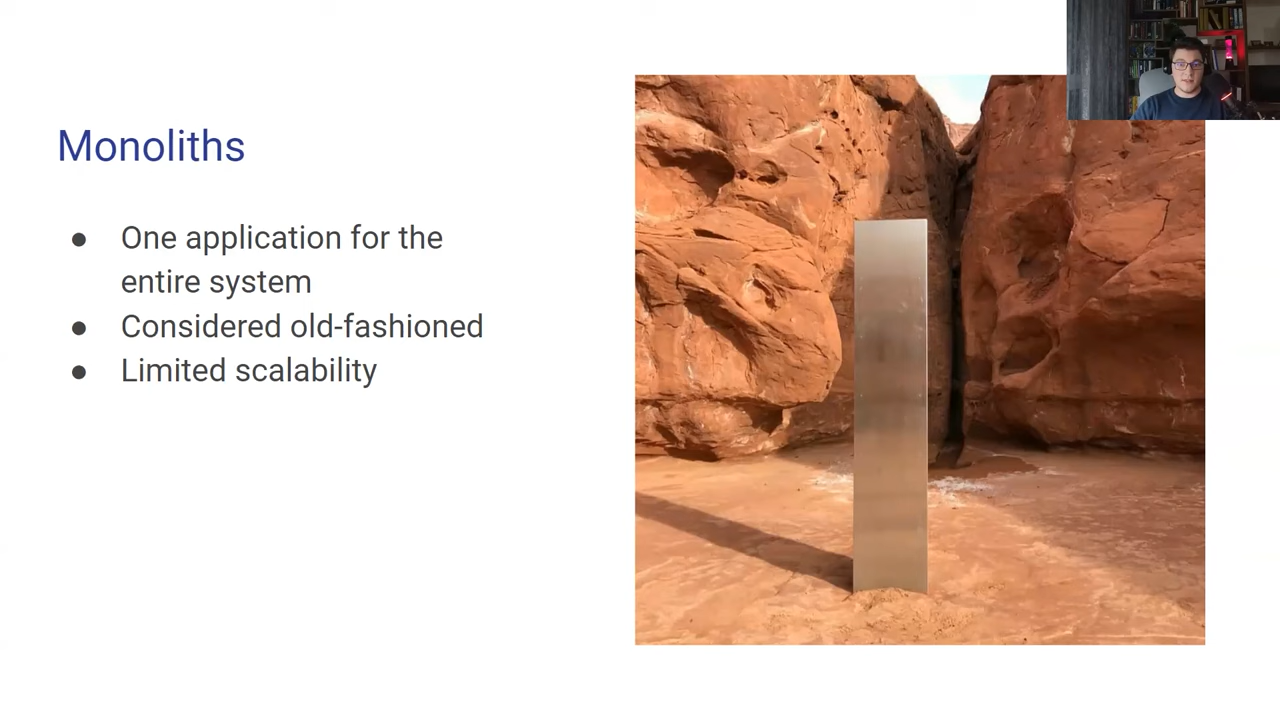 Monoliths
● One application for the
entire system
● Considered old-fashioned
● Limited scalability